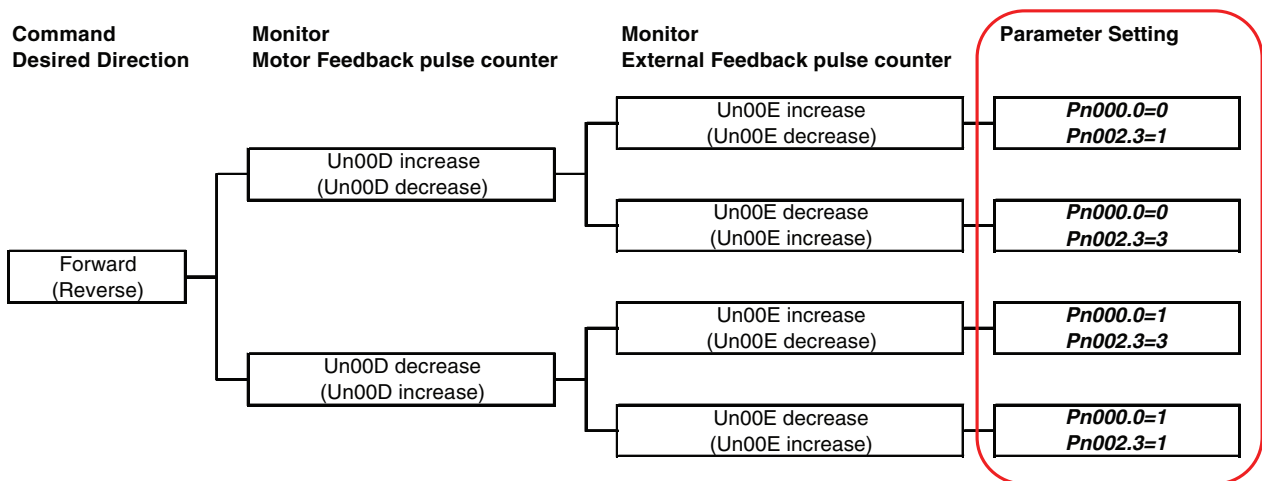 Command
Desired Direction
Monitor
Motor Feedback pulse counter
Monitor
External Feedback pulse counter
Parameter Setting
Forward
(Reverse)
Un00D increase
(Un00D decrease)
Un00E increase
(Un00E decrease)
Pn000.0=0
Pn002.3=1
Un00E decrease
(Un00E increase)
Pn000.0=0
Pn002.3=3
Un00D decrease
(Un00D increase)
Un00E increase
(Un00E decrease)
Pn000.0=1
Pn002.3=3
Un00E decrease
(Un00E increase)
Pn000.0=1
Pn002.3=1